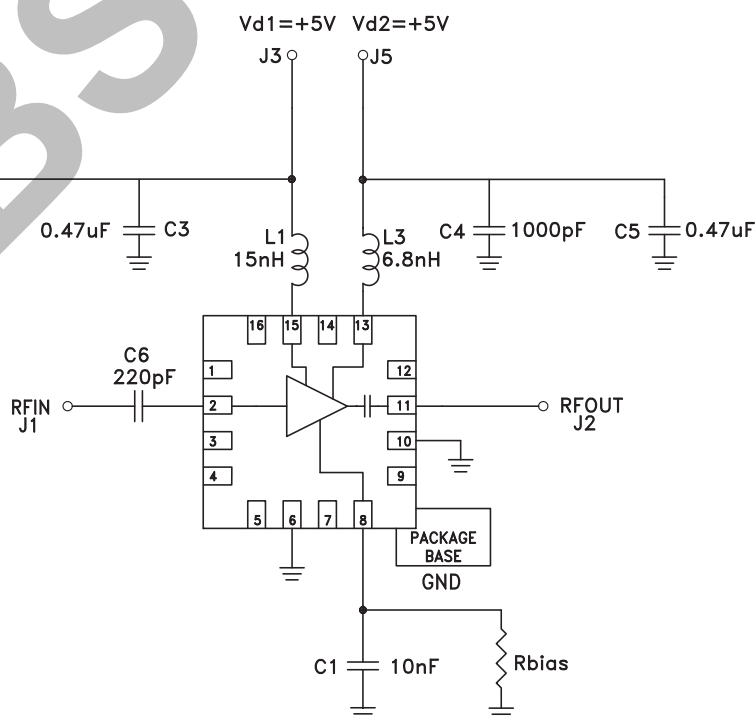 BS
Vd1=+5V Vd2=+5V
J3 J5
0.47uF C3
L1
15nH
L3
6.8nH
C4 1000pF
C5 0.47uF
16 15 14 13
C6
220pF
1 12
RFIN
J1
2 11
RFOUT
J2
3 10
4 9
5 6 7 8
PACKAGE
BASE
GND
C1 10nF
Rbias